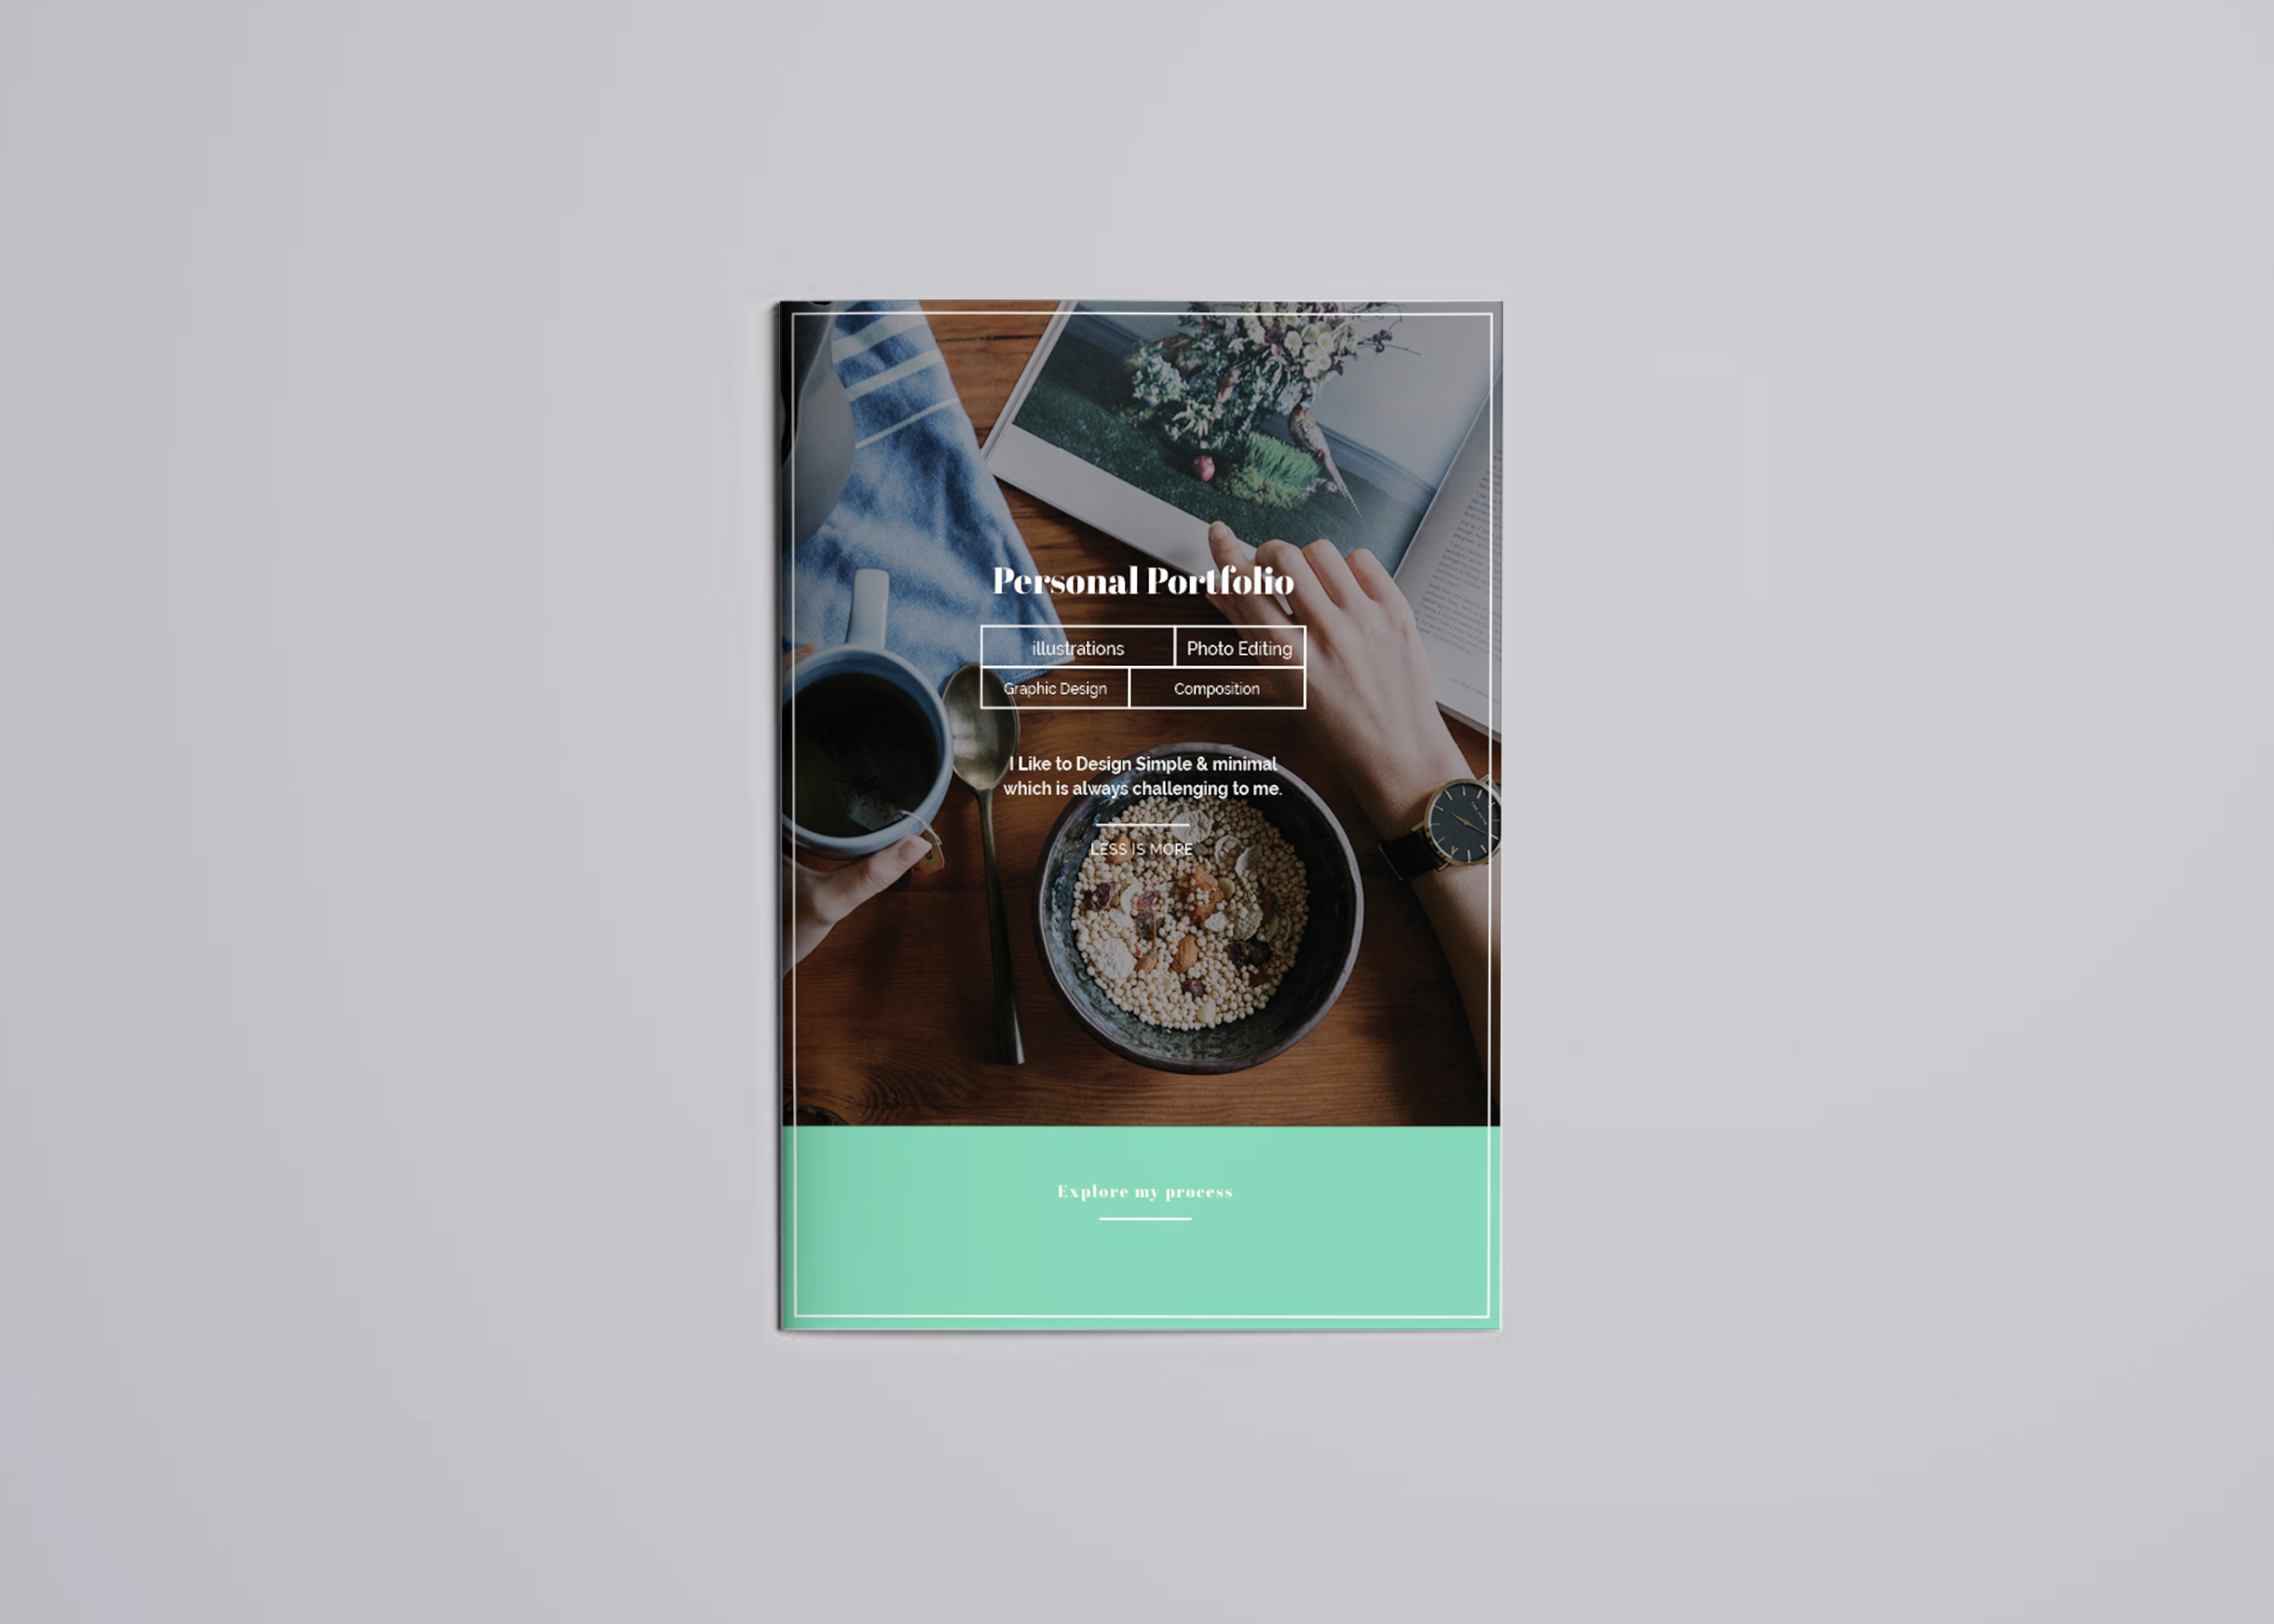 Personal Portfolio
illustrations
Photo Editing
Graphic Design
Composition
I Like to Design Simple & minimal
which is always challenging to me.
LESS IS MORE
Explore my process